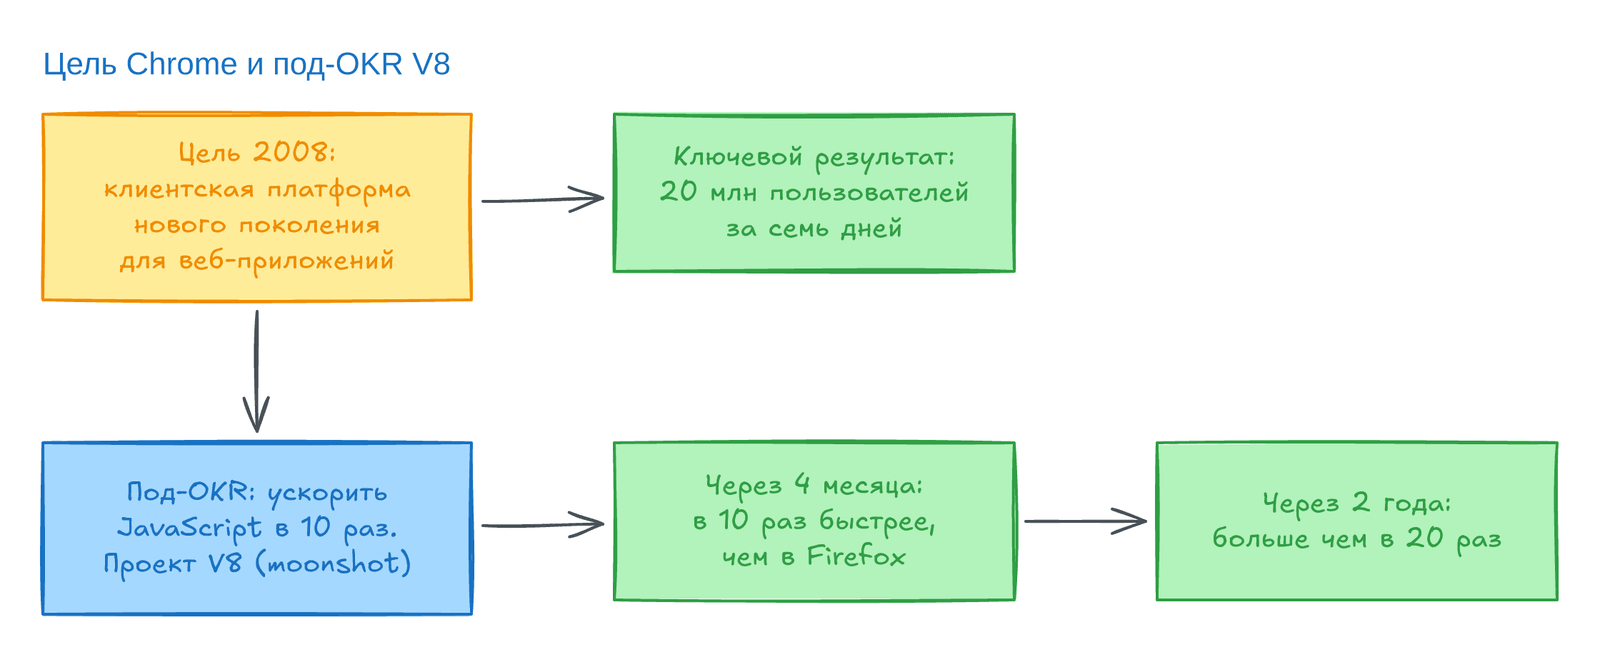 Цель Chrome и под-OKR V8
Цель 2008:
клиентская платформа
нового поколения
для веб-приложений
Ключевой результат:
20 млн пользователей
за семь дней
Под-OKR: ускорить
JavaScript в 10 раз.
Проект V8 (moonshot)
Через 4 месяца:
в 10 раз быстрее,
чем в Firefox
Через 2 года:
больше чем в 20 раз